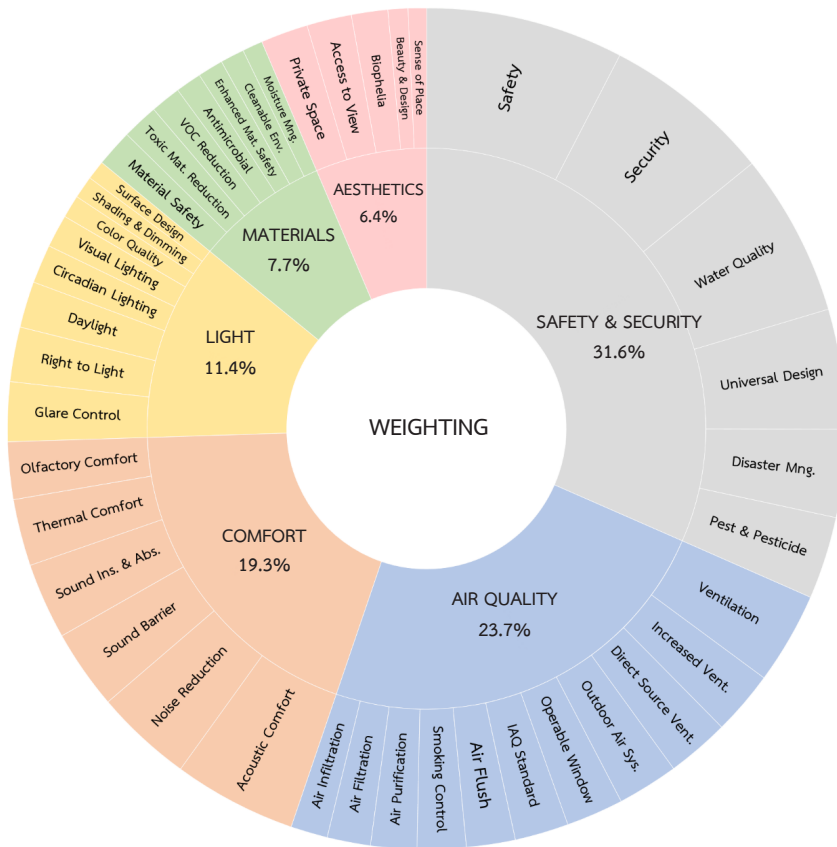 WEIGHTING
SAFETY & SECURITY
31.6%
Safety
Security
Water Quality
Universal Design
Disaster Mng.
Pest & Pesticide
AIR QUALITY
23.7%
Ventilation
Increased Vent.
Direct Source Vent.
Outdoor Air Sys.
Operable Window
IAQ Standard
Air Flush
Smoking Control
Air Purification
Air Filtration
Air Infiltration
COMFORT
19.3%
Acoustic Comfort
Noise Reduction
Sound Barrier
Sound Ins. & Abs.
Thermal Comfort
Olfactory Comfort
LIGHT
11.4%
Glare Control
Right to Light
Daylight
Circadian Lighting
Visual Lighting
Color Quality
Shading & Dimming
Surface Design
MATERIALS
7.7%
Material Safety
Toxic Mat. Reduction
VOC Reduction
Antimicrobial
Enhanced Mat. Safety
Cleanable Env.
Moisture Mng.
AESTHETICS
6.4%
Private Space
Access to View
Biophelia
Beauty & Design
Sense of Place